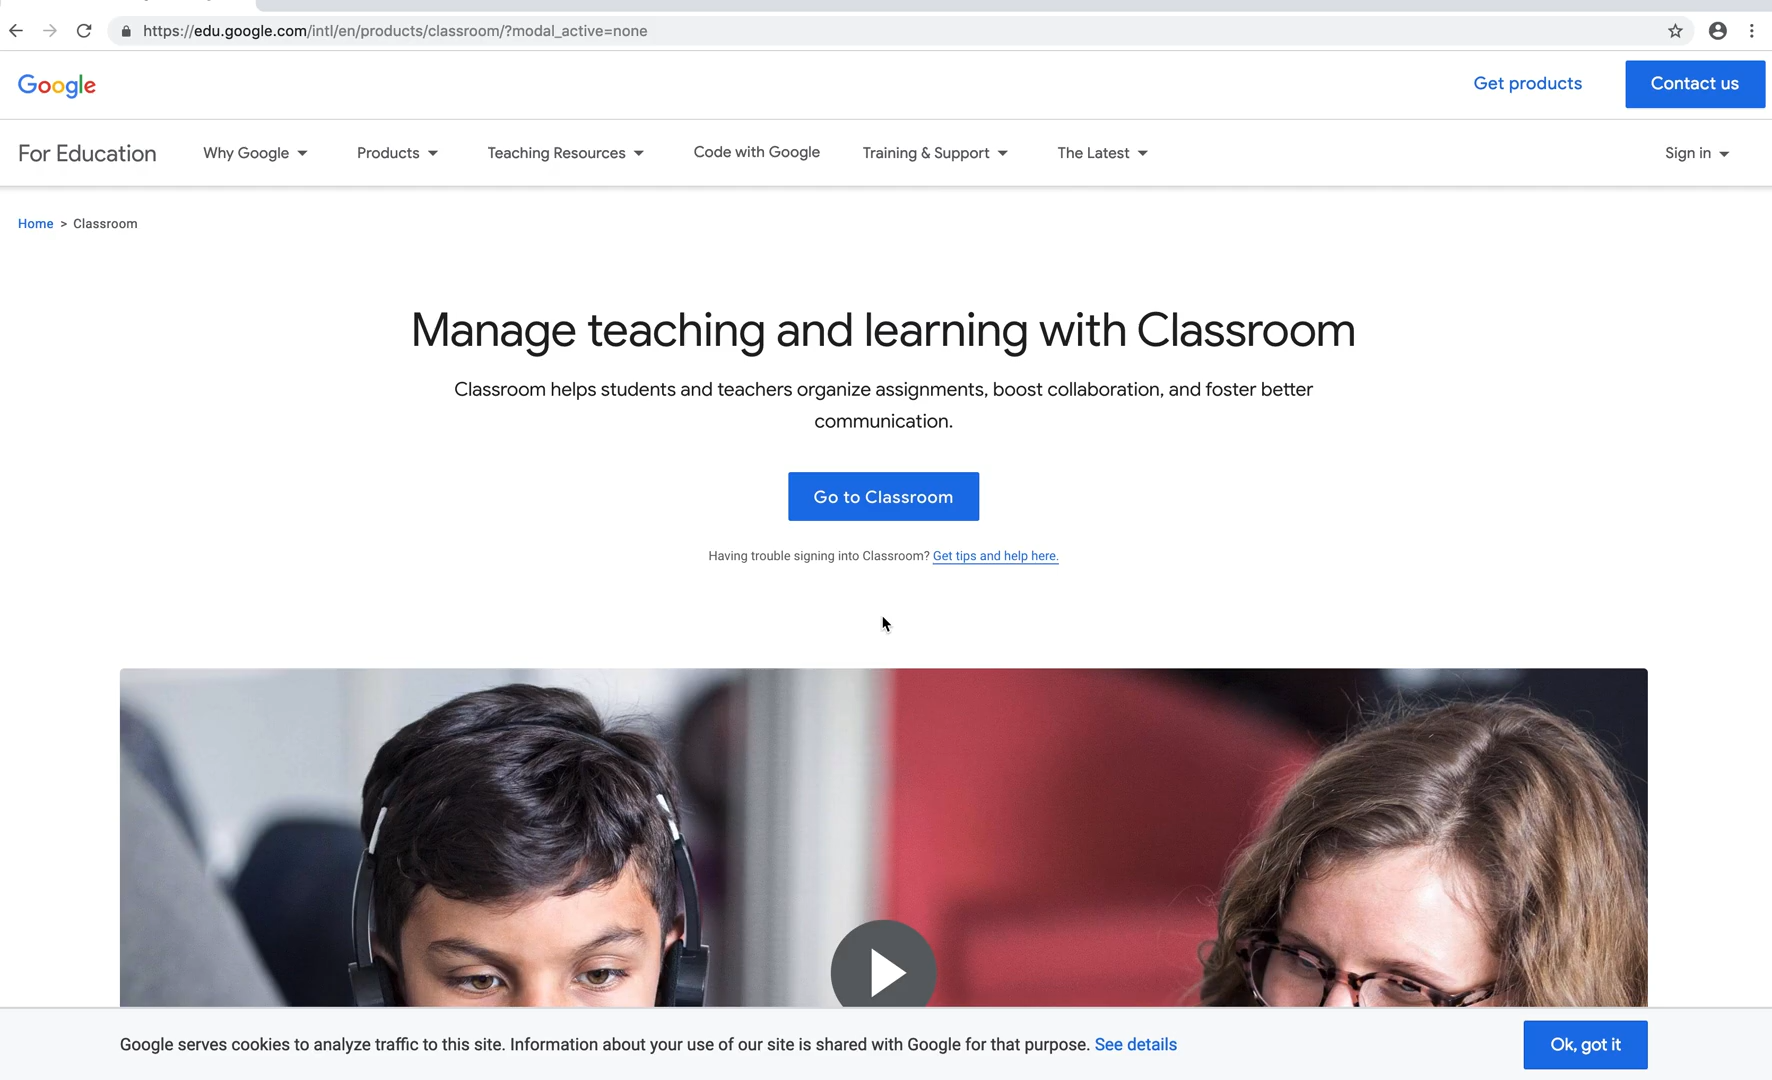 https://edu.google.com/intl/en/products/classroom/?modal_active=none
Google
Get products
Contact us
For Education
Why Google
Products
Teaching Resources
Code with Google
Training & Support
The Latest
Sign in
Home > Classroom
Manage teaching and learning with Classroom
Classroom helps students and teachers organize assignments, boost collaboration, and foster better
communication.
Go to Classroom
Having trouble signing into Classroom? Get tips and help here.
Google serves cookies to analyze traffic to this site. Information about your use of our site is shared with Google for that purpose. See details
Ok, got it